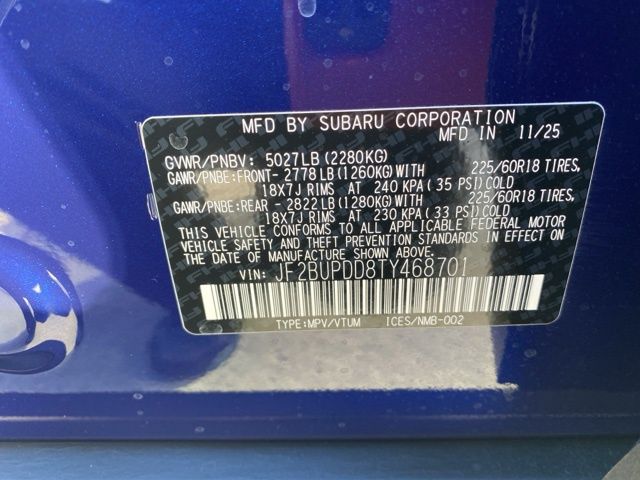 MFD BY SUBARU CORPORATION
MFD IN 11/25
GVWR/PNBV: 5027LB (2280KG)
GAWR/PNBE:FRONT- 2778 LB (1260KG) WITH 225/60R18 TIRES,
18X7J RIMS AT 240 KPA ( 35 PSI) COLD
GAWR/PNBE:REAR - 2822 LB (1280KG) WITH 225/60R18 TIRES,
18X7J RIMS AT 230 KPA ( 33 PSI) COLD
THIS VEHICLE CONFORMS TO ALL APPLICABLE FEDERAL MOTOR
VEHICLE SAFETY AND THEFT PREVENTION STANDARDS IN EFFECT ON
THE DATE OF MANUFACTURE SHOWN ABOVE.
VIN: JF2BUPDD8TY468701
TYPE:MPV/VTUM ICES/NMB-002